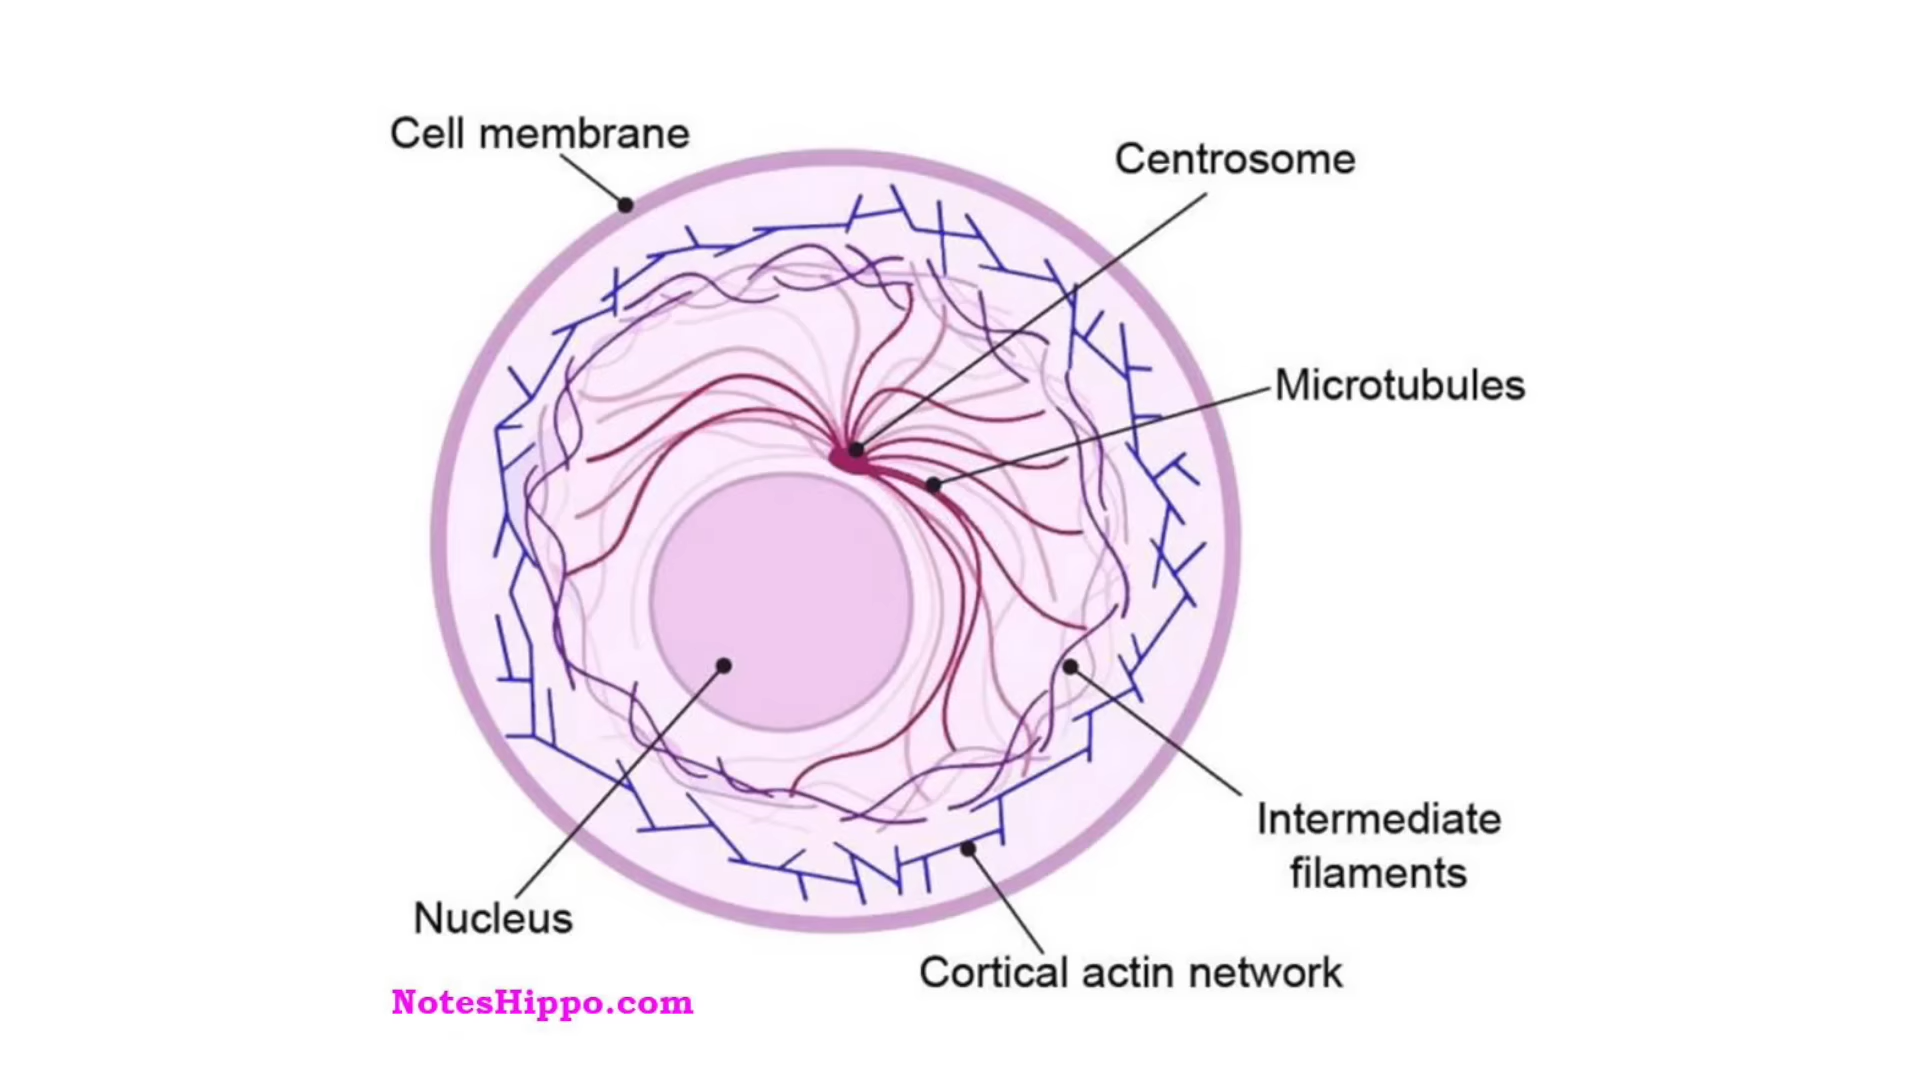 Cell membrane
Centrosome
Microtubules
Intermediate
filaments
Nucleus
Cortical actin network
NotesHippo.com